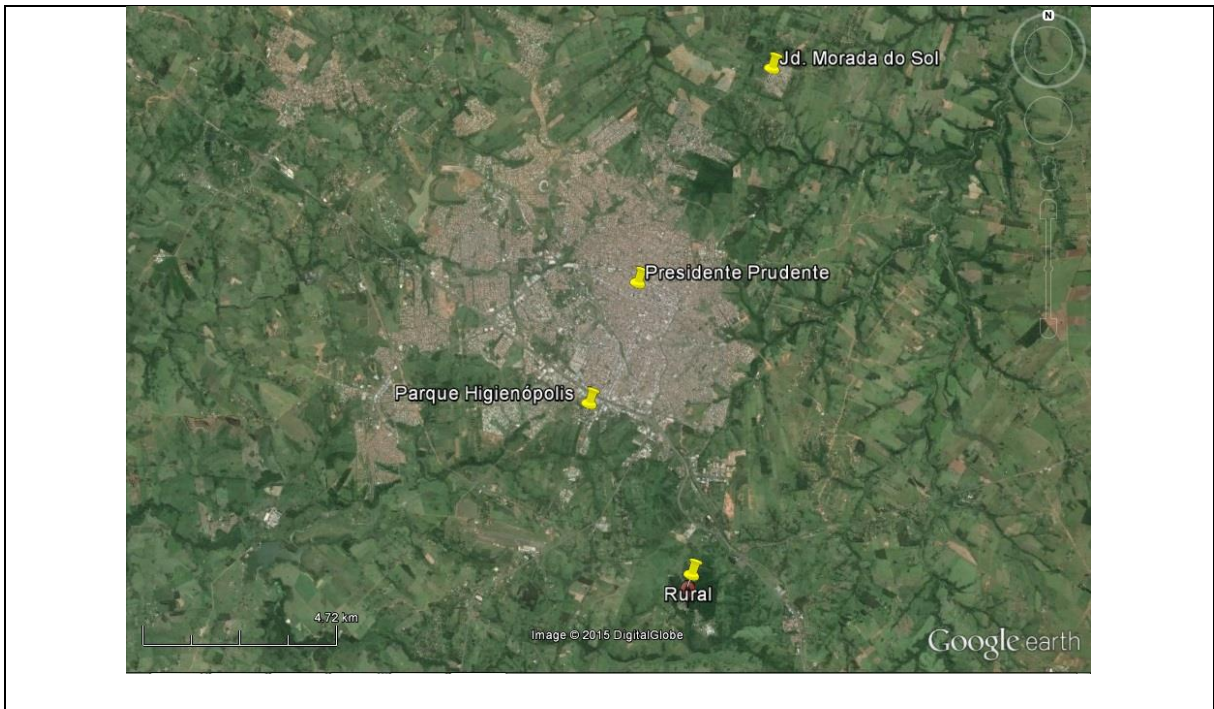 N
Jd. Morada do Sol
Presidente Prudente
Parque Higienópolis
Rural
4.72 km
Image © 2015 DigitalGlobe
Google earth